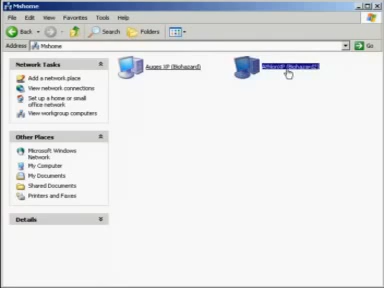 Mshome
File Edit View Favorites Tools Help
Back Search Folders
Address Mshome Go
Network Tasks
Add a network place
View network connections
Set up a home or small
office network
View workgroup computers
Other Places
Microsoft Windows
Network
My Computer
My Documents
Shared Documents
Printers and Faxes
Details
Auges XP (Biohazard)